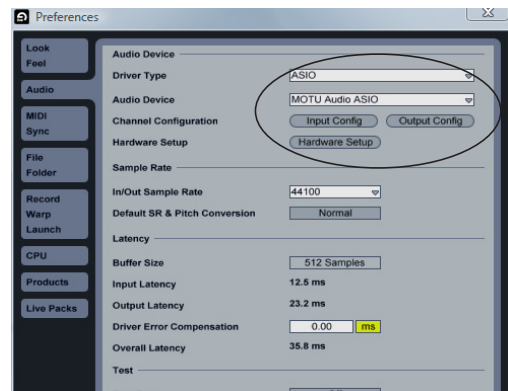 Preferences
Look
Feel
Audio
MIDI
Sync
File
Folder
Record
Warp
Launch
CPU
Products
Live Packs
Audio Device
Driver Type ASIO
Audio Device MOTU Audio ASIO
Channel Configuration Input Config Output Config
Hardware Setup Hardware Setup
Sample Rate
In/Out Sample Rate 44100
Default SR & Pitch Conversion Normal
Latency
Buffer Size 512 Samples
Input Latency 12.5 ms
Output Latency 23.2 ms
Driver Error Compensation 0.00 ms
Overall Latency 35.8 ms
Test